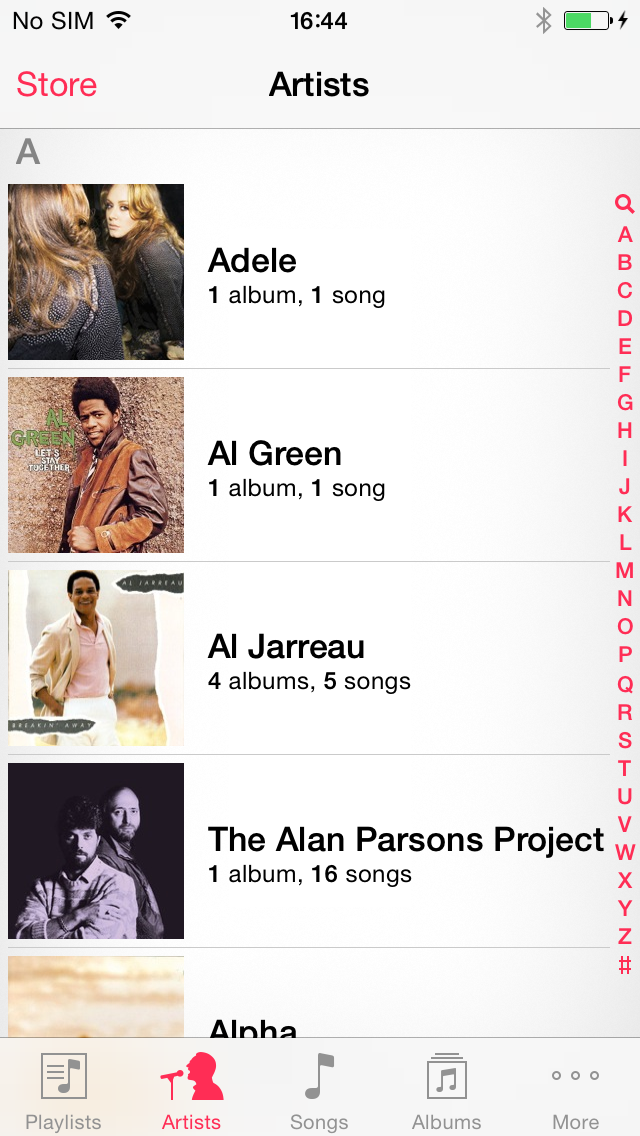 No SIM 16:44
Store Artists
A
Adele
1 album, 1 song
AL
GREEN
LET'S
STAY
TOGETHER
Al Green
1 album, 1 song
AL JARREAU
BREAKIN' AWAY
Al Jarreau
4 albums, 5 songs
The Alan Parsons Project
1 album, 16 songs
Alpha
A
B
C
D
E
F
G
H
I
J
K
L
M
N
O
P
Q
R
S
T
U
V
W
X
Y
Z
#
Playlists Artists Songs Albums More